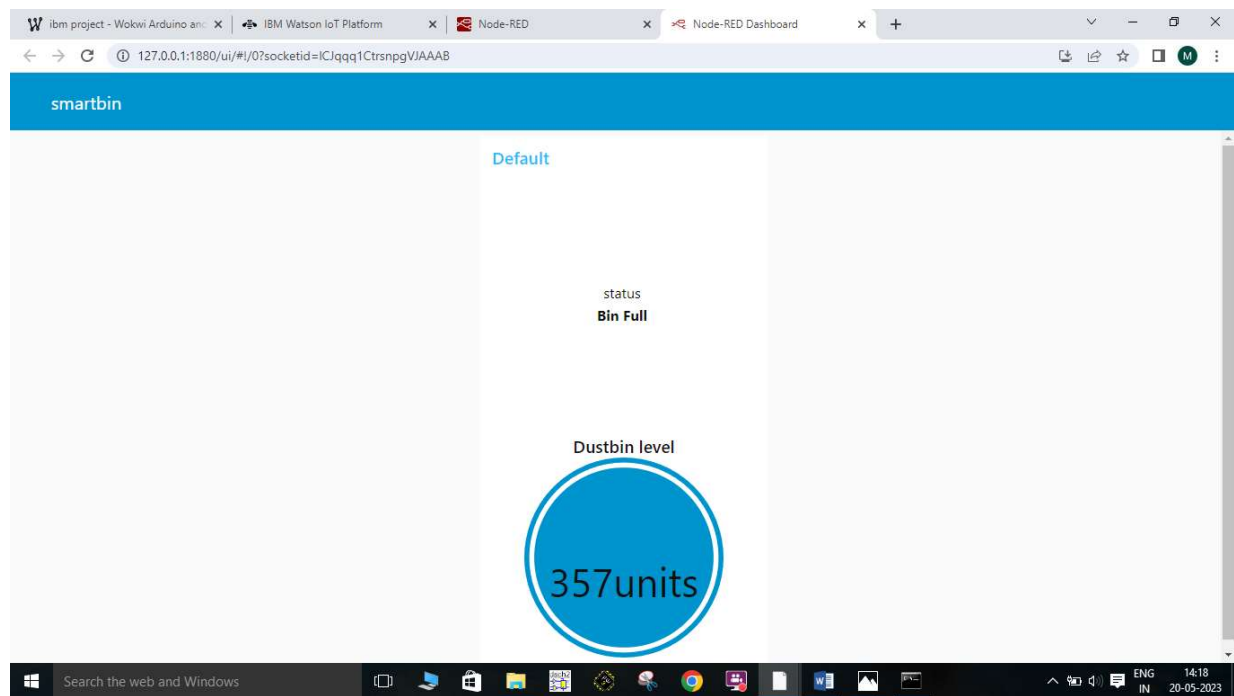 ibm project - Wokwi Arduino anc
IBM Watson IoT Platform
Node-RED
Node-RED Dashboard
127.0.0.1:1880/ui/#!/0?socketid=ICJqqq1CtrsnpgVJAAAB
M
smartbin
Default
status
Bin Full
Dustbin level
357units
Search the web and Windows
ENG
IN
14:18
20-05-2023